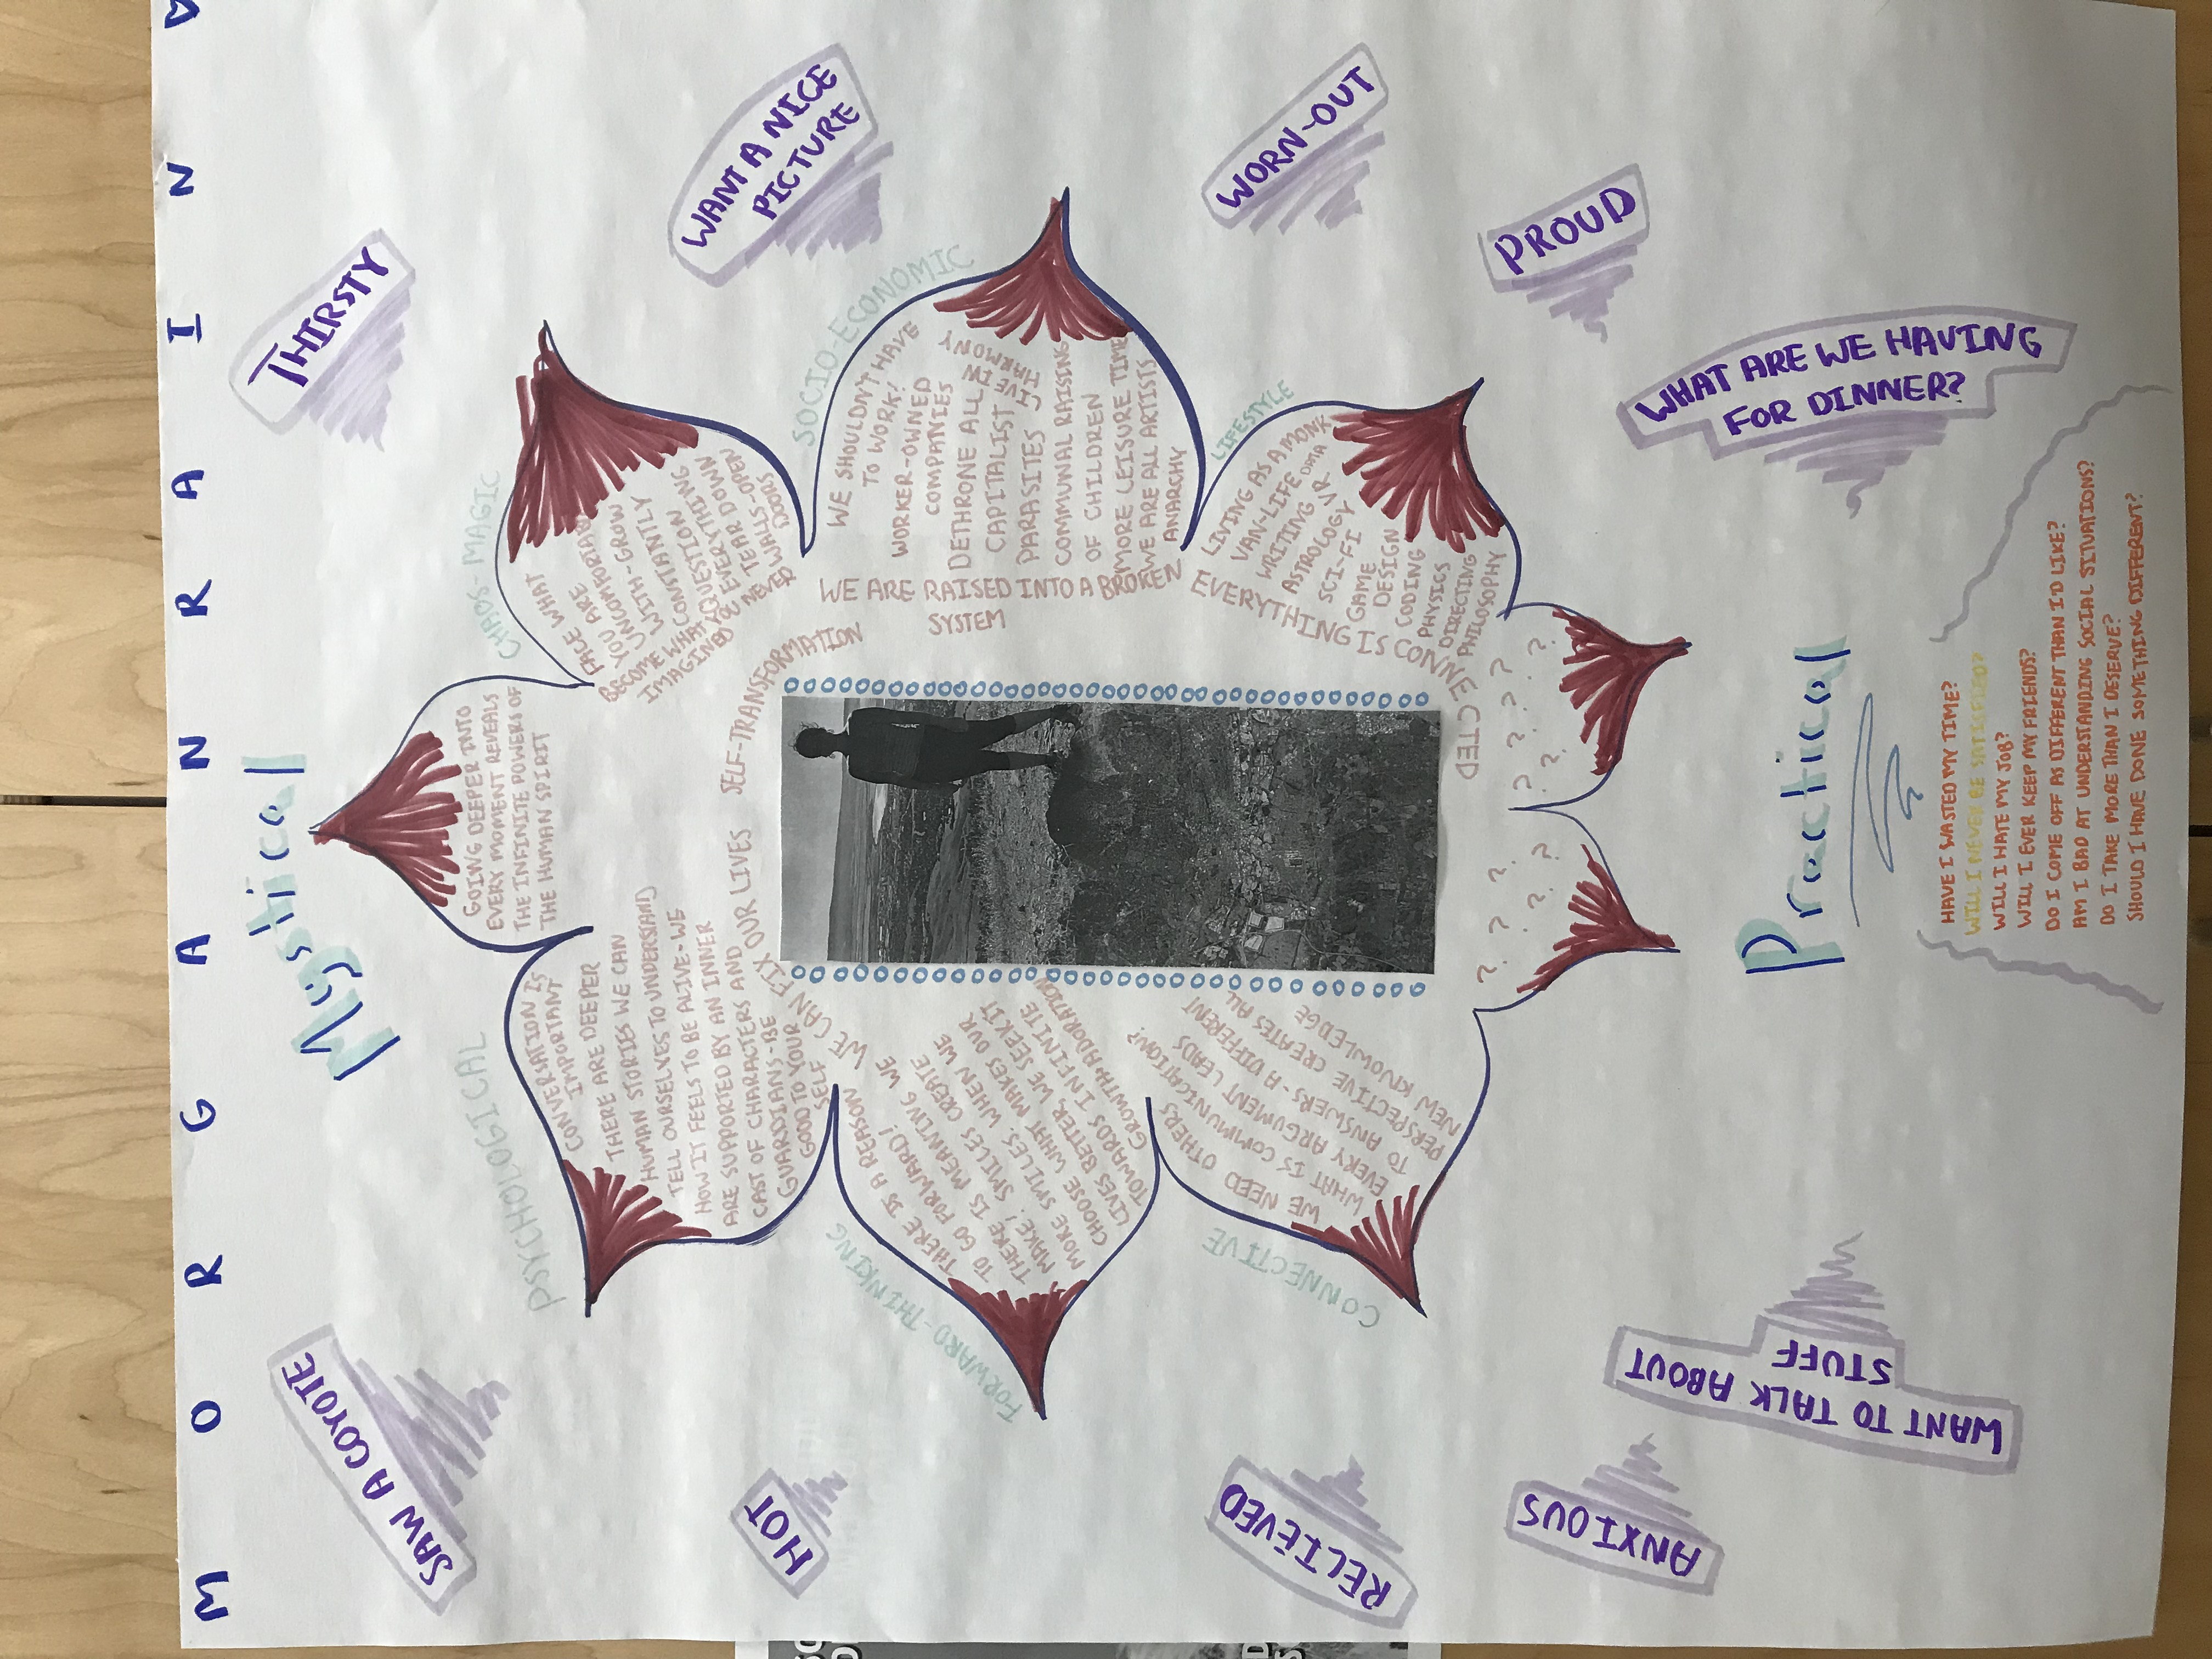 MORGAN RAIN
Mystical
SAW A COYOTE
THIRSTY
GOING DEEPER INTO
EVERY MOMENT REVEALS
THE INFINITE POWERS OF
THE HUMAN SPIRIT
PSYCHOLOGICAL
CONVERSATION IS
IMPORTANT
THERE ARE DEEPER
HUMAN STORIES WE CAN
TELL OURSELVES TO UNDERSTAND
HOW IT FEELS TO BE ALIVE - WE
ARE SUPPORTED BY AN INNER
CAST OF CHARACTERS AND
GUARDIANS - BE
GOOD TO YOUR
SELF
CHAOS-MAGIC
FACE WHAT
YOU ARE
UNCOMFORTABLE
WITH - GROW
CONSTANTLY
QUESTION
EVERYTHING
TEAR DOWN
WALLS - OPEN
DOORS
BECOME WHAT YOU NEVER
IMAGINED
WE CAN FIX OUR LIVES
SELF-TRANSFORMATION
HOT
WANT A NICE
PICTURE
FORWARD-THINKING
THERE IS A REASON
TO GO FORWARD!
THERE IS MEANING WE
MAKE! SMILES CREATE
MORE SMILES. WHEN WE
CHOOSE WHAT MAKES OUR
LIVES BETTER, WE SEEK IT
TOWARDS INFINITE
GROWTH + ADORATION
SOCIO-ECONOMIC
WE SHOULDN'T HAVE
TO WORK!
WORKER-OWNED
COMPANIES
DETHRONE ALL
CAPITALIST
PARASITES
LIVE IN
HARMONY
COMMUNAL RAISING
OF CHILDREN
MORE LEISURE TIME
WE ARE ALL ARTISTS
ANARCHY
WE ARE RAISED INTO A BROKEN
SYSTEM
RELIEVED
WORN-OUT
CONNECTIVE
WE NEED OTHERS
WHAT IS COMMUNICATION?
EVERY ARGUMENT LEADS
TO ANSWERS - A DIFFERENT
PERSPECTIVE CREATES ALL
NEW KNOWLEDGE
LIFESTYLE
LIVING AS A MONK
VAN-LIFE DATA
WRITING VR
ASTROLOGY
SCI-FI
GAME
DESIGN
CODING
PHYSICS
DIRECTING
PHILOSOPHY
EVERYTHING IS CONNECTED
? ? ? ? ?
? ? ? ? ? ?
ANXIOUS
PROUD
WANT TO TALK ABOUT
STUFF
WHAT ARE WE HAVING
FOR DINNER?
Practical
HAVE I WASTED MY TIME?
WILL I NEVER BE SATISFIED?
WILL I HATE MY JOB?
WILL I EVER KEEP MY FRIENDS?
DO I COME OFF AS DIFFERENT THAN I'D LIKE?
AM I BAD AT UNDERSTANDING SOCIAL SITUATIONS?
DO I TAKE MORE THAN I DESERVE?
SHOULD I HAVE DONE SOMETHING DIFFERENT?